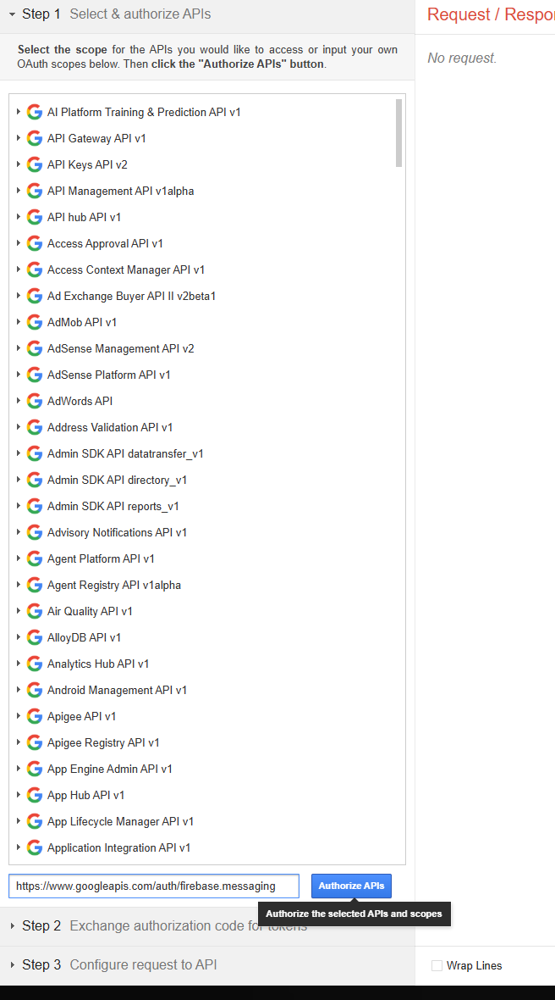 Step 1 Select & authorize APIs
Request / Respo
Select the scope for the APIs you would like to access or input your own
OAuth scopes below. Then click the "Authorize APIs" button.
No request.
AI Platform Training & Prediction API v1
API Gateway API v1
API Keys API v2
API Management API v1alpha
API hub API v1
Access Approval API v1
Access Context Manager API v1
Ad Exchange Buyer API II v2beta1
AdMob API v1
AdSense Management API v2
AdSense Platform API v1
AdWords API
Address Validation API v1
Admin SDK API datatransfer_v1
Admin SDK API directory_v1
Admin SDK API reports_v1
Advisory Notifications API v1
Agent Platform API v1
Agent Registry API v1alpha
Air Quality API v1
AlloyDB API v1
Analytics Hub API v1
Android Management API v1
Apigee API v1
Apigee Registry API v1
App Engine Admin API v1
App Hub API v1
App Lifecycle Manager API v1
Application Integration API v1
https://www.googleapis.com/auth/firebase.messaging
Authorize APIs
Authorize the selected APIs and scopes
Step 2 Exchange authorization code for tokens
Step 3 Configure request to API
Wrap Lines